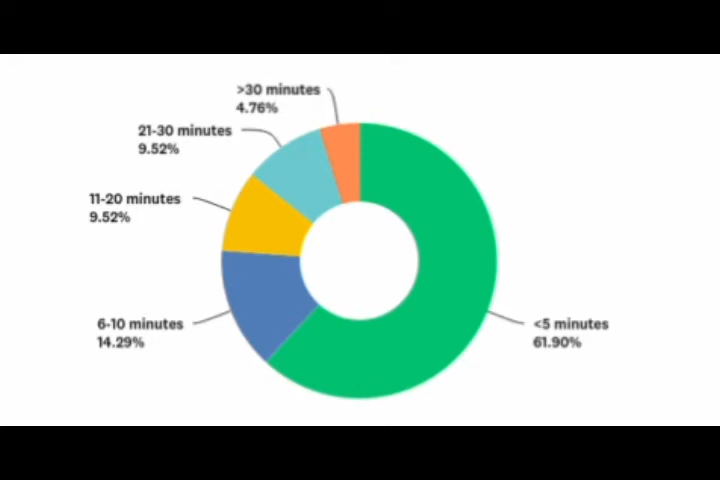 >30 minutes
4.76%
21-30 minutes
9.52%
11-20 minutes
9.52%
6-10 minutes
14.29%
<5 minutes
61.90%